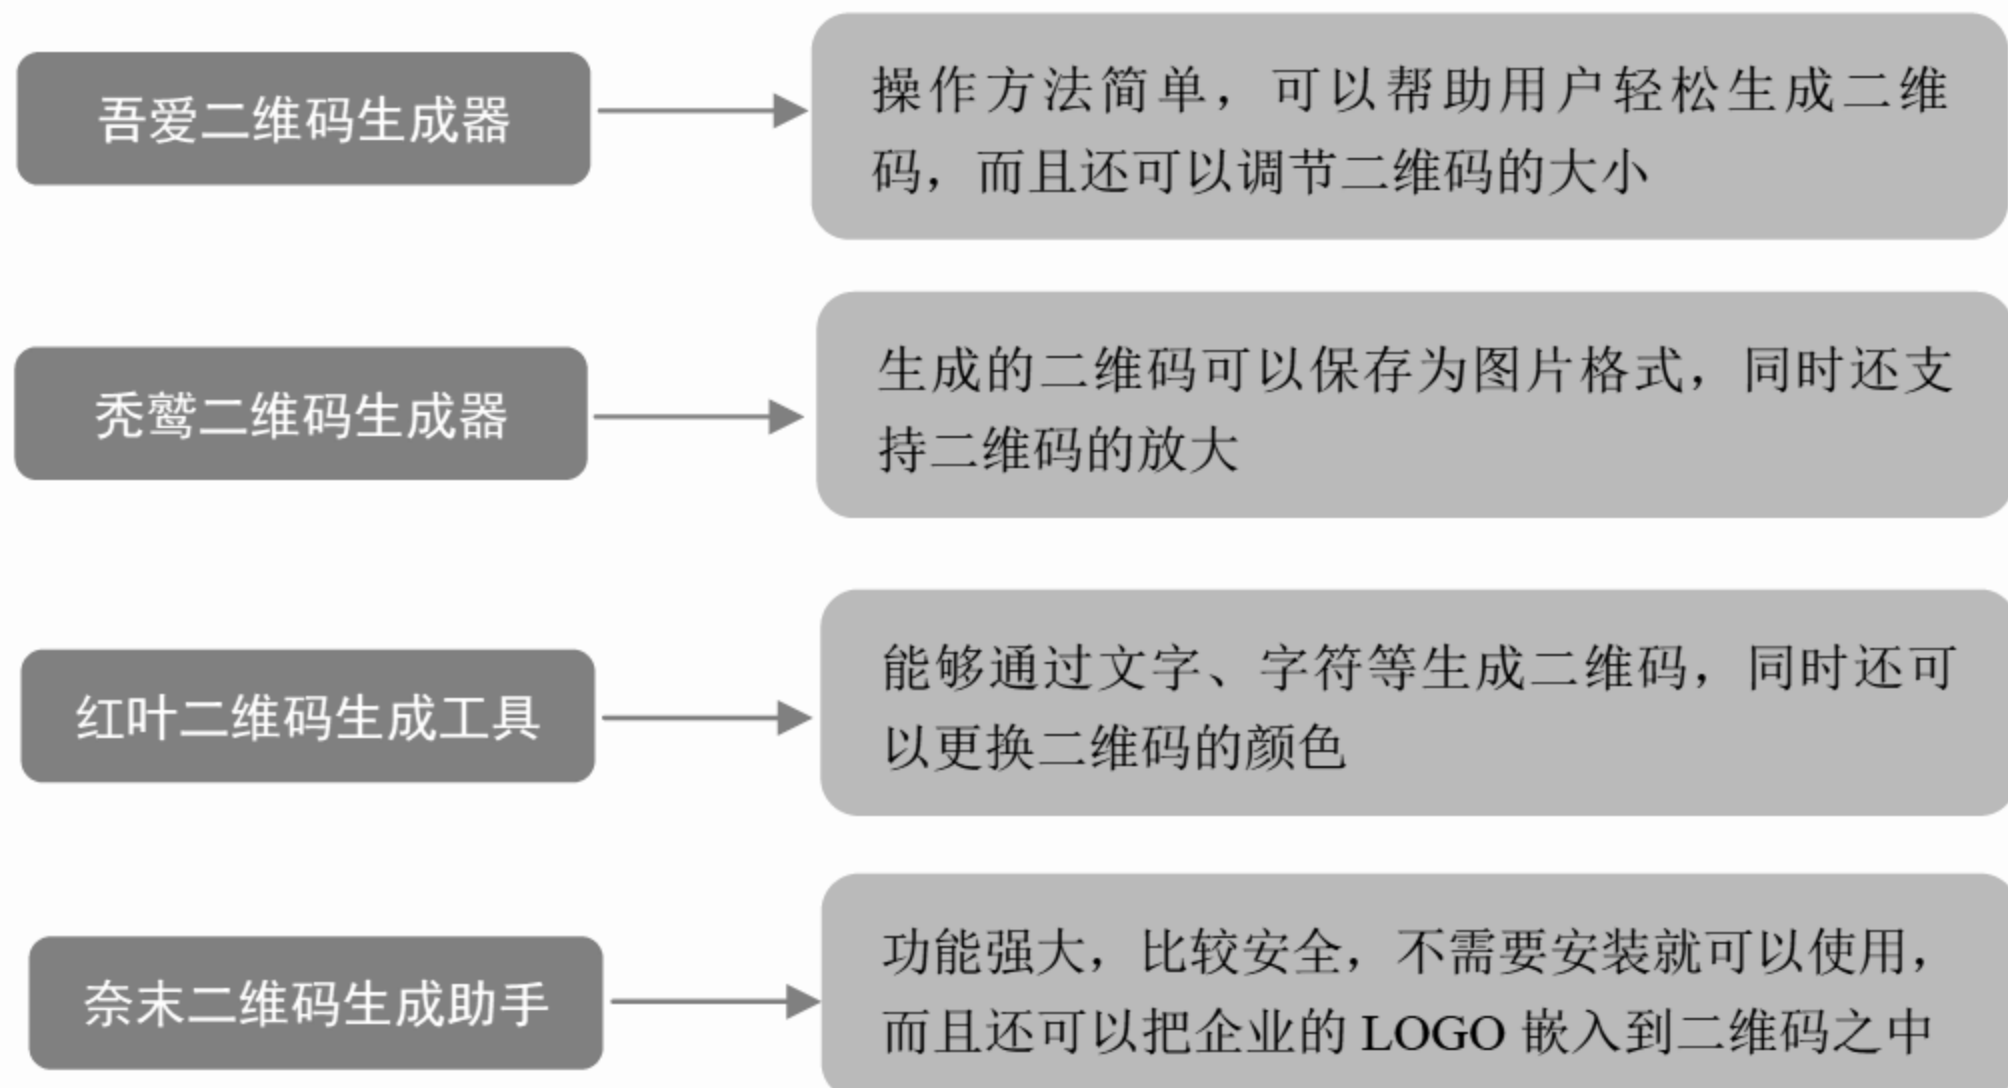 吾爱二维码生成器
操作方法简单，可以帮助用户轻松生成二维
码，而且还可以调节二维码的大小
秃鹫二维码生成器
生成的二维码可以保存为图片格式，同时还支
持二维码的放大
红叶二维码生成工具
能够通过文字、字符等生成二维码，同时还可
以更换二维码的颜色
奈末二维码生成助手
功能强大，比较安全，不需要安装就可以使用，
而且还可以把企业的 LOGO 嵌入到二维码之中